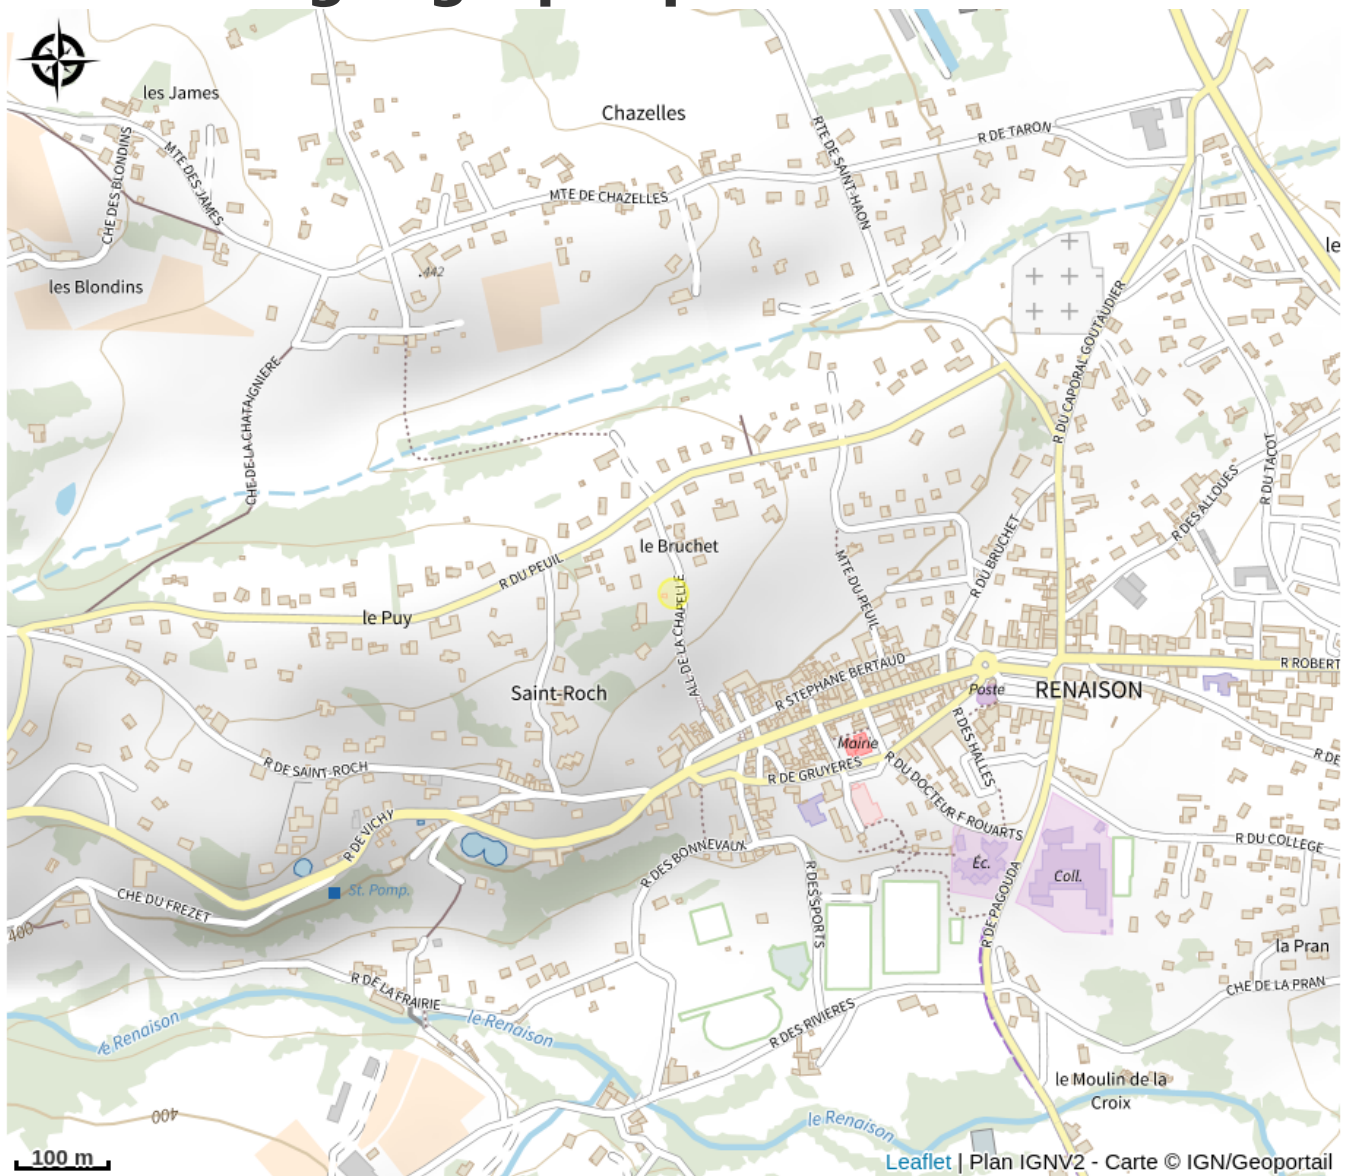 les James
Chazelles
R DE TARON
RTE DE SAINT-HAON
MTE DES JAMES
CHE DES BLONDINS
MTE DE CHAZELLES
le
.442
les Blondins
R DU CAPORAL GOUTAUDIER
CHE DE LA CHATAIGNIERE
R DU TACOT
R DES ALLOUES
le Bruchet
R DU BRUCHET
R DU PEUIL
MTE DU PEUIL
le Puy
ALL DE LA CHAPELLE
R STEPHANE BERTAUD
R ROBERT
Saint-Roch
Poste
RENAISON
R DES HALLES
Mairie
R DE
R DE SAINT-ROCH
R DE GRUYERES
R DU DOCTEUR F ROUARTS
R DE VICHY
R DU COLLEGE
R DES BONNEVAUX
Éc.
Coll.
St. Pomp.
CHE DU FREZET
R DES SPORTS
R DE PAGOUDA
400
la Pran
R DE LA FRAIRIE
CHE DE LA PRAN
le Renaison
le Renaison
R DES RIVIERES
le Moulin de la
Croix
400
le Renaison
100 m
Leaflet | Plan IGNV2 - Carte © IGN/Geoportail